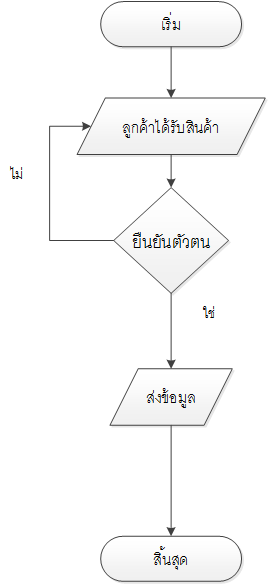 เริ่ม
ลูกค้าได้รับสินค้า
ไม่
ยืนยันตัวตน
ใช่
ส่งข้อมูล
สิ้นสุด